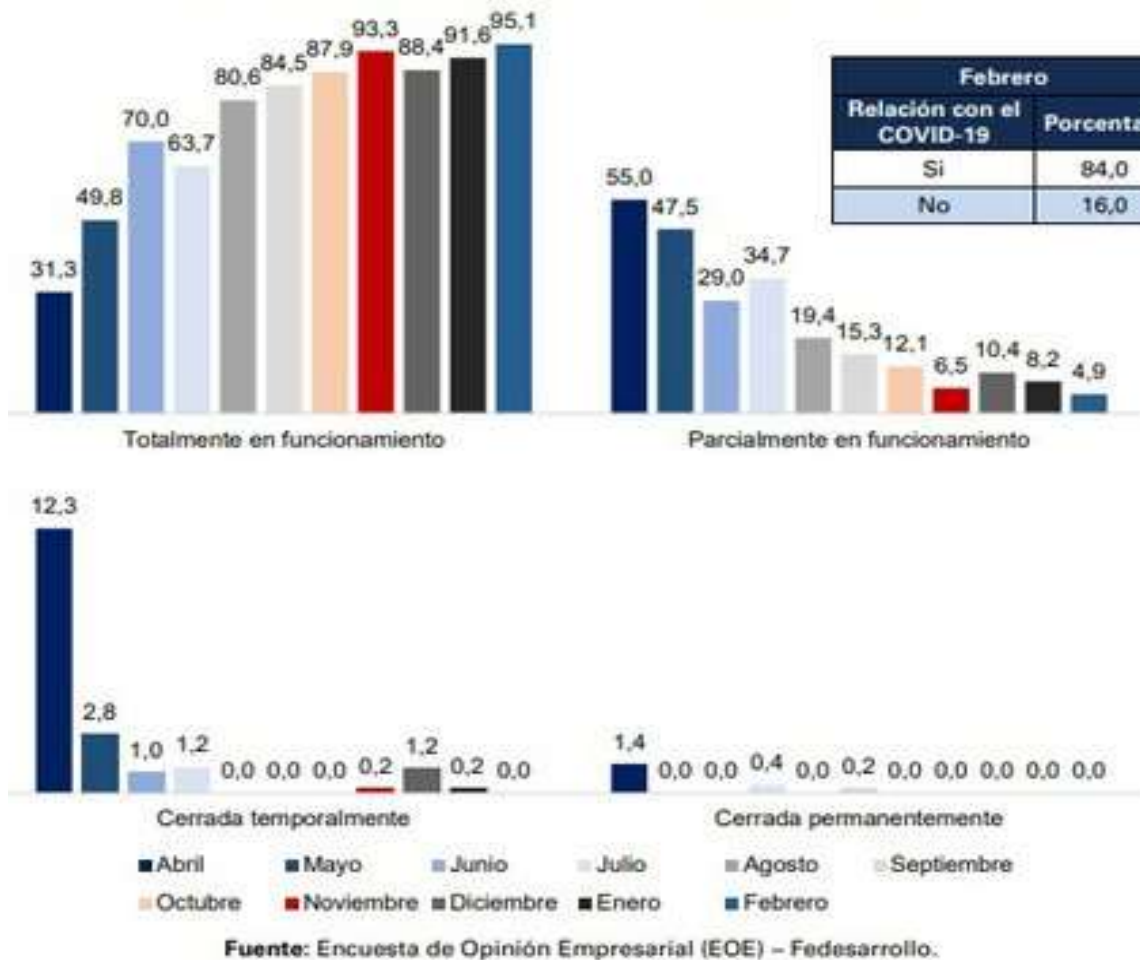 31,3
49,8
70,0
63,7
80,6
84,5
87,9
93,3
88,4
91,6
95,1
Totalmente en funcionamiento
Febrero
Relación con el COVID-19
Si 84,0
No 16,0
55,0
47,5
29,0
34,7
19,4
15,3
12,1
6,5
10,4
8,2
4,9
Parcialmente en funcionamiento
12,3
2,8
1,0
1,2
0,0 0,0 0,0
0,2
1,2
0,2
0,0
Cerrada temporalmente
1,4
0,0 0,0
0,4
0,0
0,2
0,0 0,0 0,0 0,0 0,0
Cerrada permanentemente
Abril Mayo Junio Julio Agosto Septiembre
Octubre Noviembre Diciembre Enero Febrero
Fuente: Encuesta de Opinión Empresarial (EOE) – Fedesarrollo.